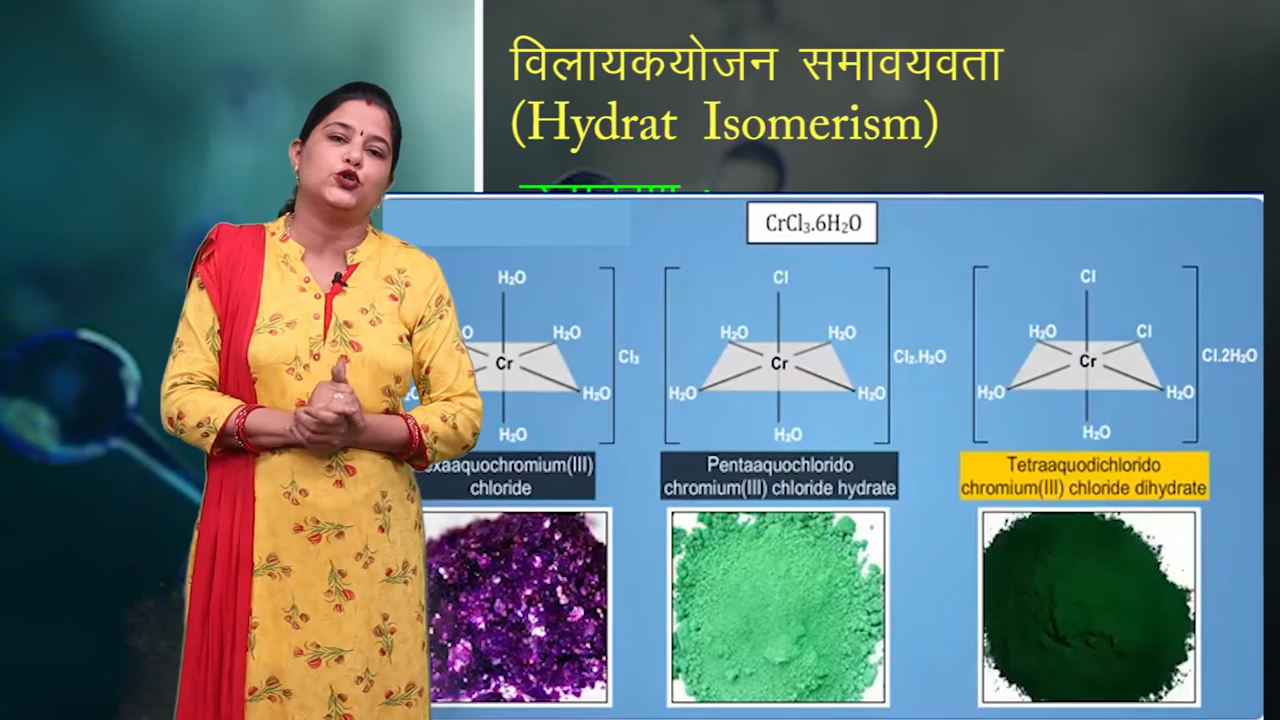 विलायकयोजन समावयवता
(Hydrat Isomerism)
CrCl₃.6H₂O
H₂O
O
H₂O
Cr
H₂O
H₂O
Cl₃
Cl
H₂O
H₂O
Cr
H₂O
H₂O
H₂O
Cl₂.H₂O
Cl
H₂O
Cl
Cr
H₂O
H₂O
H₂O
Cl.2H₂O
xaaquochromium(III)
chloride
Pentaaquochlorido
chromium(III) chloride hydrate
Tetraaquodichlorido
chromium(III) chloride dihydrate